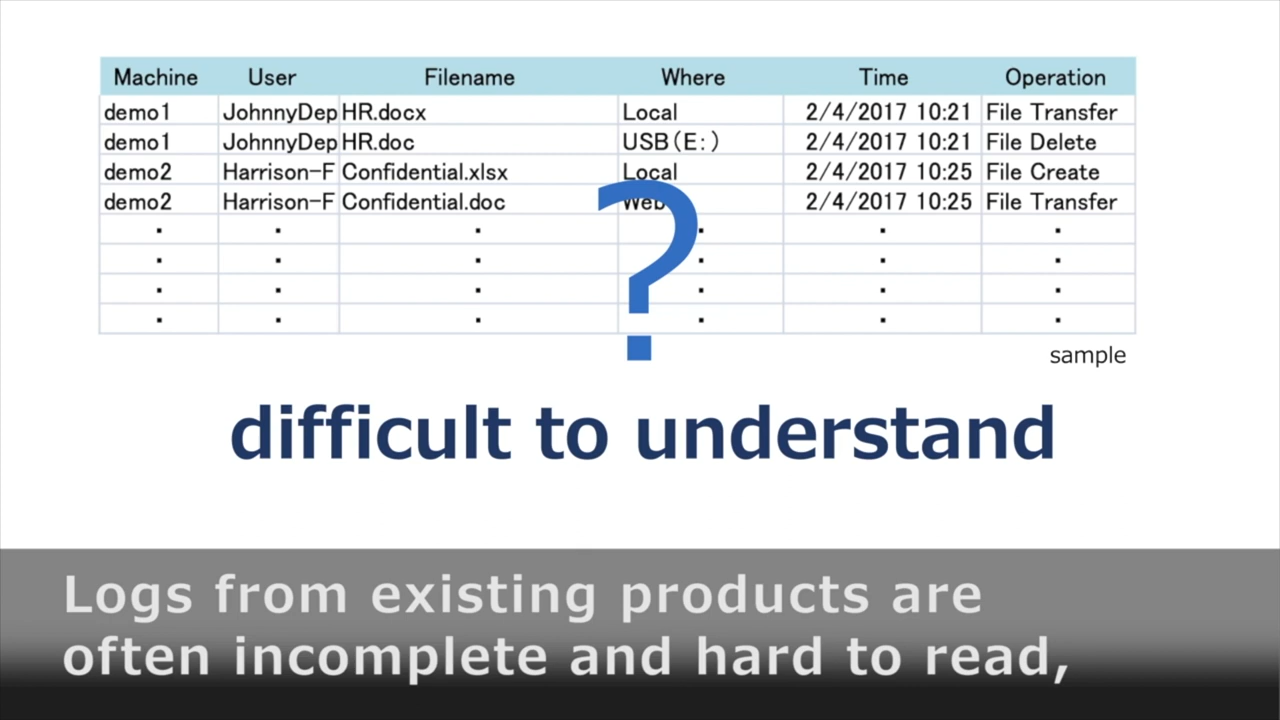 Machine User Filename Where Time Operation
demo1 JohnnyDep HR.docx Local 2/4/2017 10:21 File Transfer
demo1 JohnnyDep HR.doc USB(E:) 2/4/2017 10:21 File Delete
demo2 Harrison-F Confidential.xlsx Local 2/4/2017 10:25 File Create
demo2 Harrison-F Confidential.doc Web 2/4/2017 10:25 File Transfer
· · · · · ·
· · · · · ·
· · · · · ·
· · · · · ·
?
sample
difficult to understand
Logs from existing products are
often incomplete and hard to read,